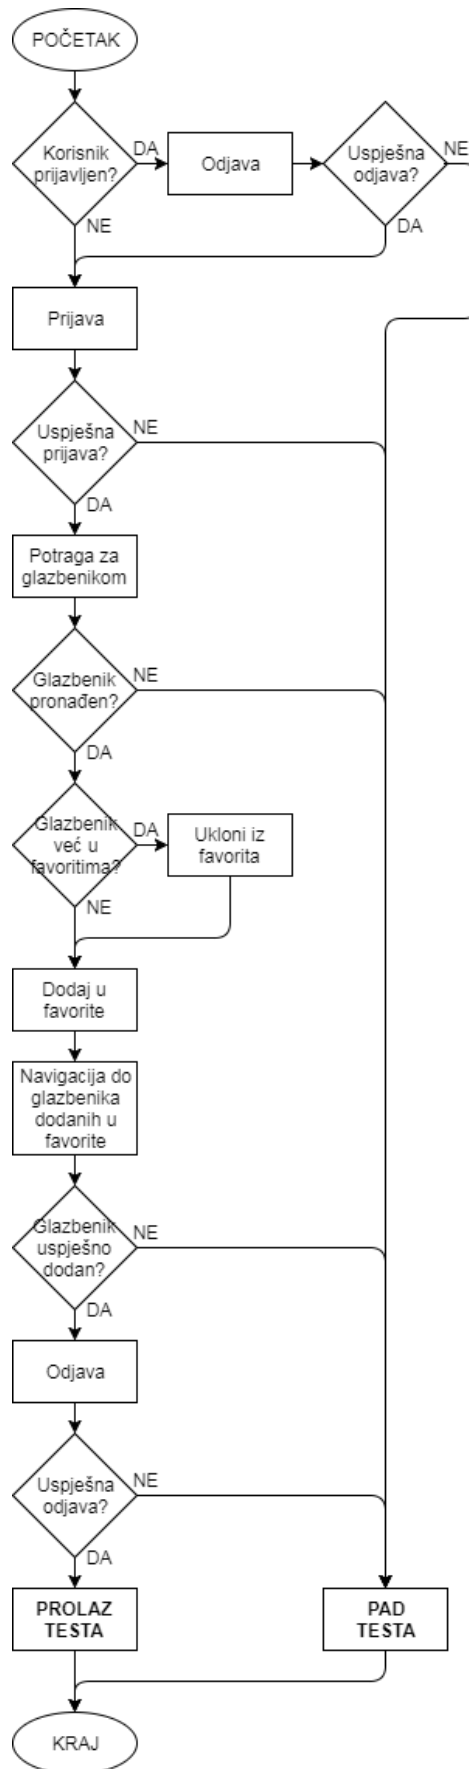 POČETAK
Korisnik
prijavljen?
DA
Odjava
Uspješna
odjava?
NE
NE
DA
Prijava
Uspješna
prijava?
NE
DA
Potraga za
glazbenikom
Glazbenik
pronađen?
NE
DA
Glazbenik
već u
favoritima?
DA
Ukloni iz
favorita
NE
Dodaj u
favorite
Navigacija do
glazbenika
dodanih u
favorite
Glazbenik
uspješno
dodan?
NE
DA
Odjava
Uspješna
odjava?
NE
DA
PROLAZ
TESTA
PAD
TESTA
KRAJ